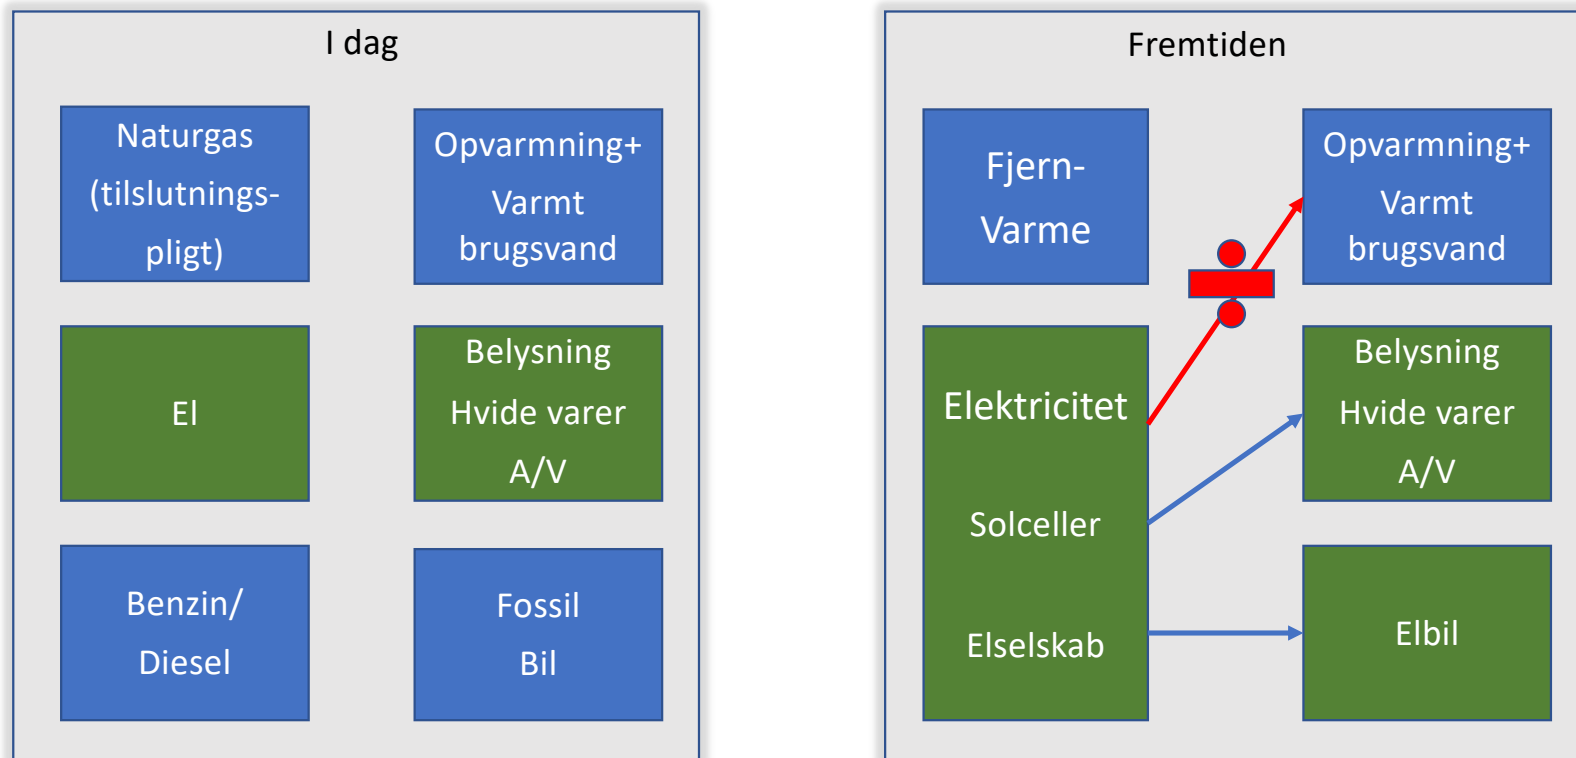 I dag
Naturgas
(tilslutnings-
pligt)
Opvarmning+
Varmt
brugsvand
El
Belysning
Hvide varer
A/V
Benzin/
Diesel
Fossil
Bil
Fremtiden
Fjern-
Varme
Opvarmning+
Varmt
brugsvand
Elektricitet
Solceller
Elselskab
Belysning
Hvide varer
A/V
Elbil